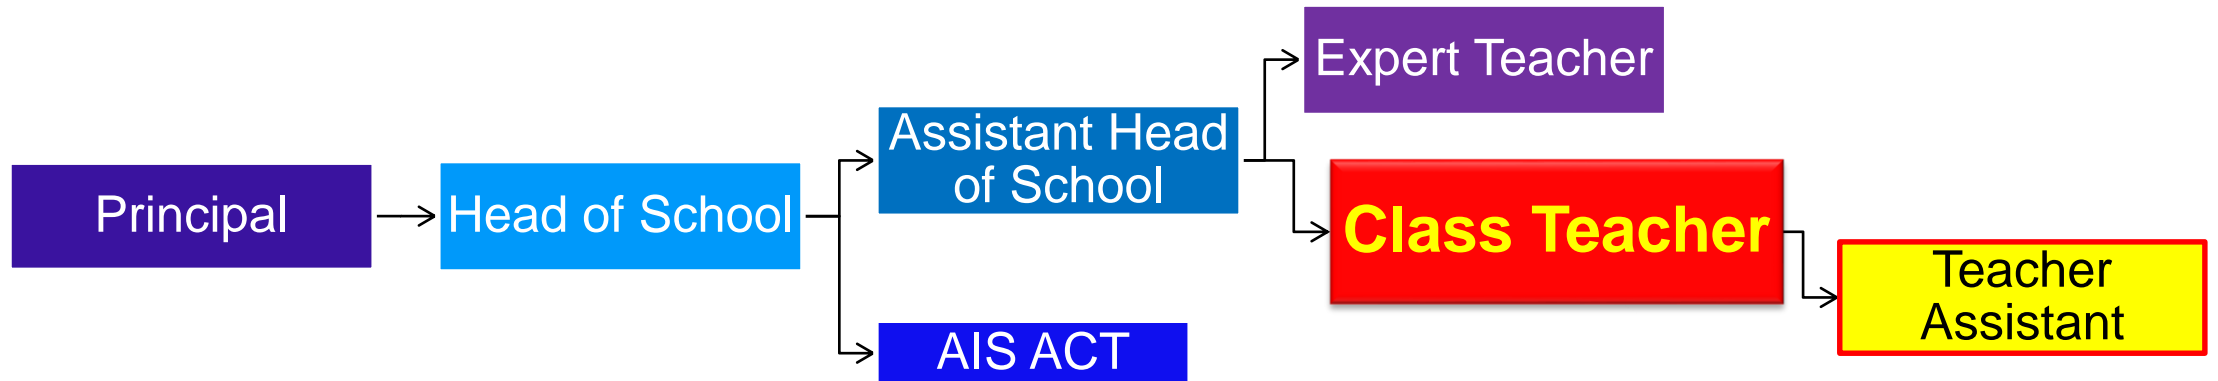 Principal
Head of School
Assistant Head
of School
AIS ACT
Expert Teacher
Class Teacher
Teacher
Assistant